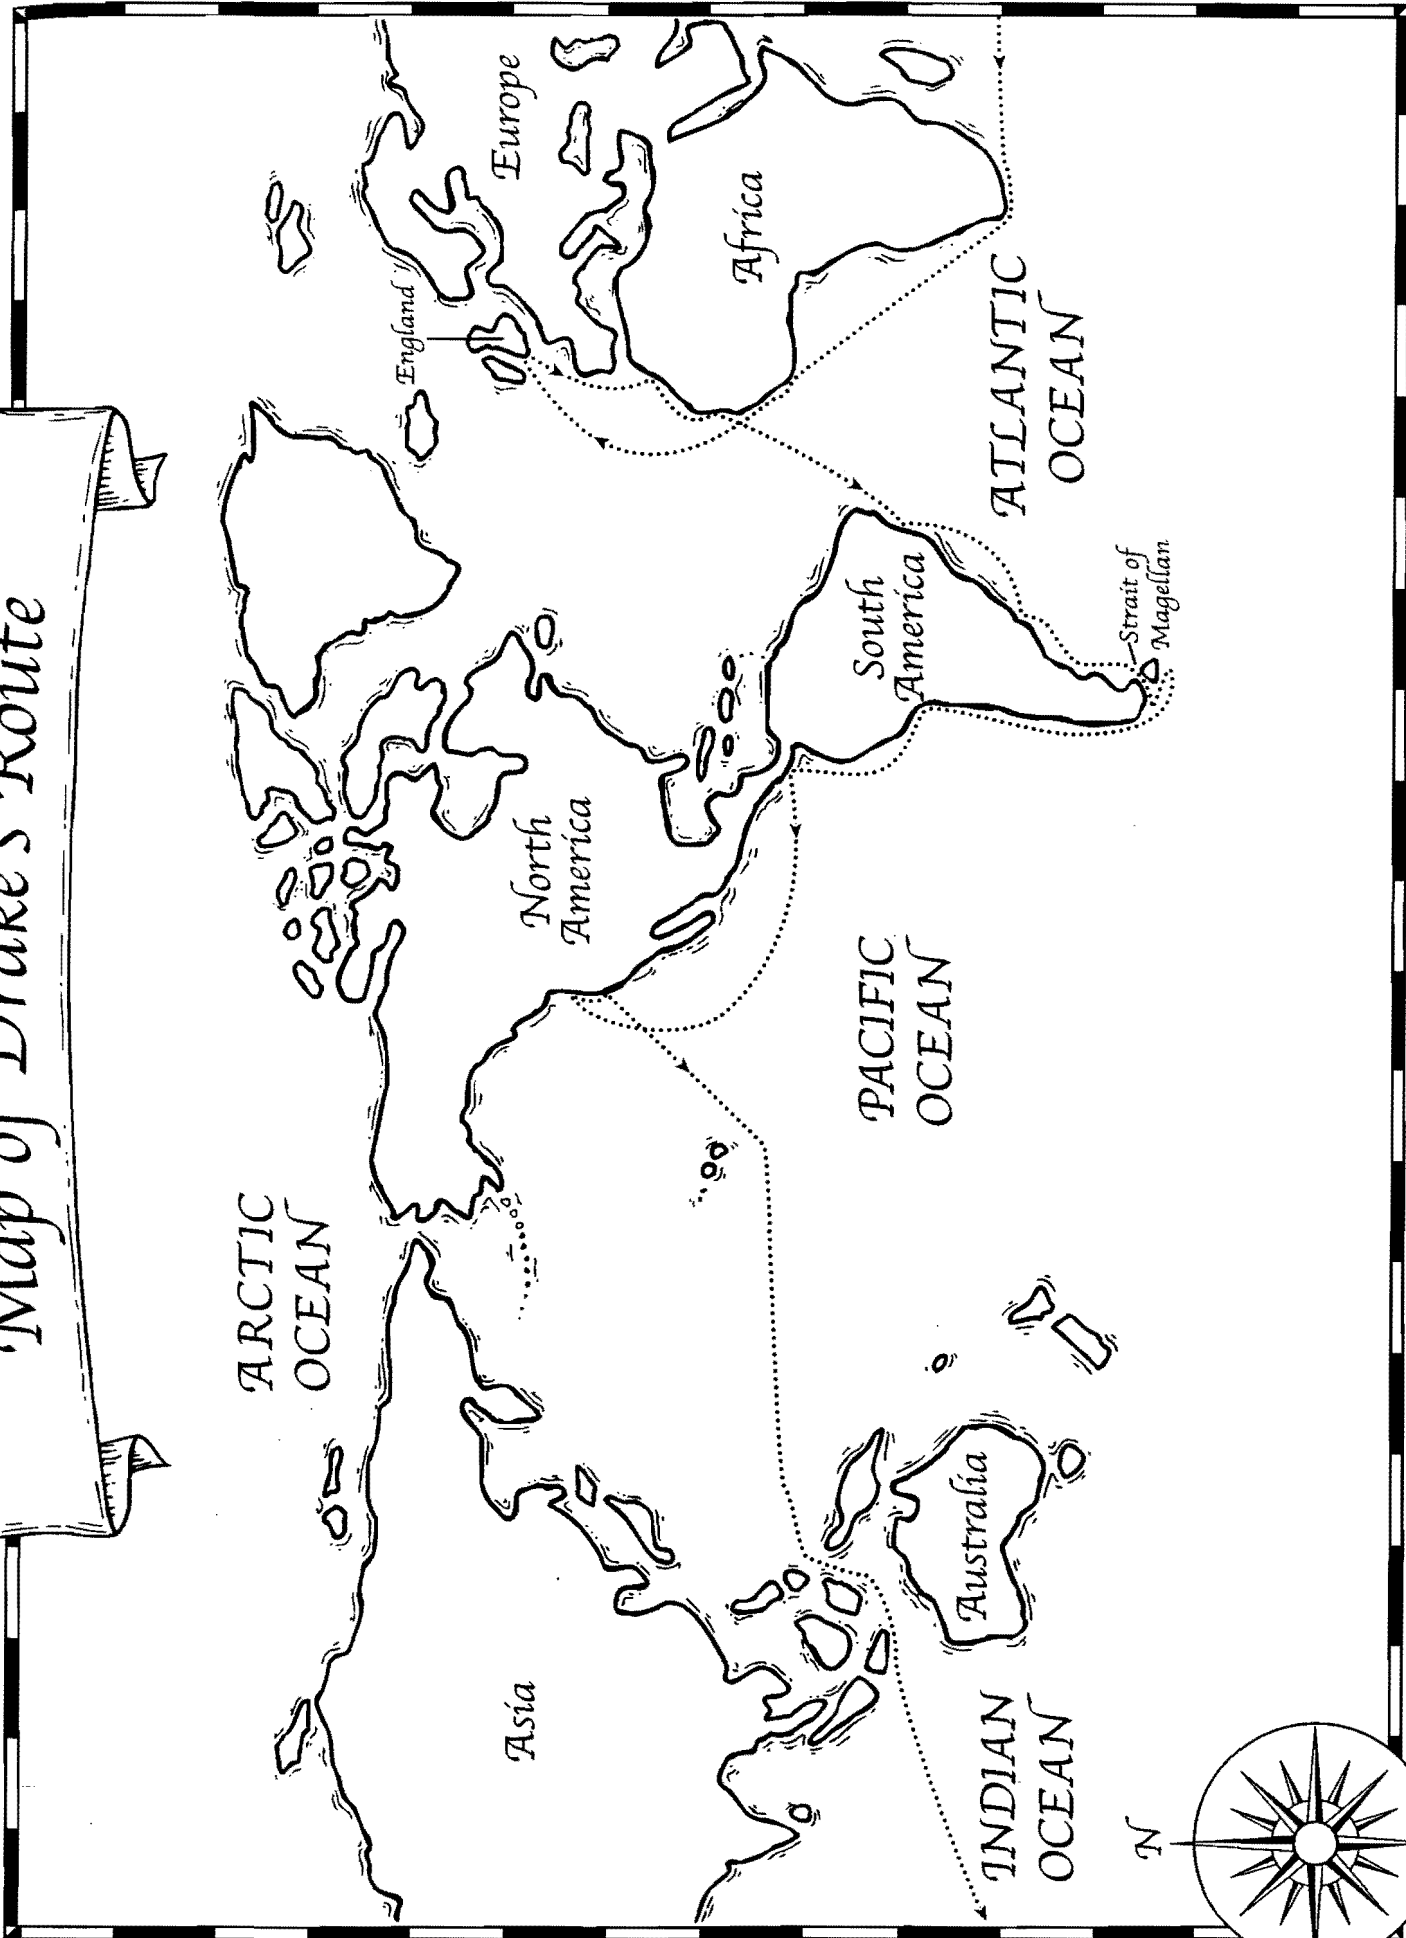 Map of Drake's Route
ARCTIC
OCEAN
England
Europe
Asia
North
America
Africa
South
America
PACIFIC
OCEAN
ATLANTIC
OCEAN
Australia
INDIAN
OCEAN
Strait of
Magellan
N